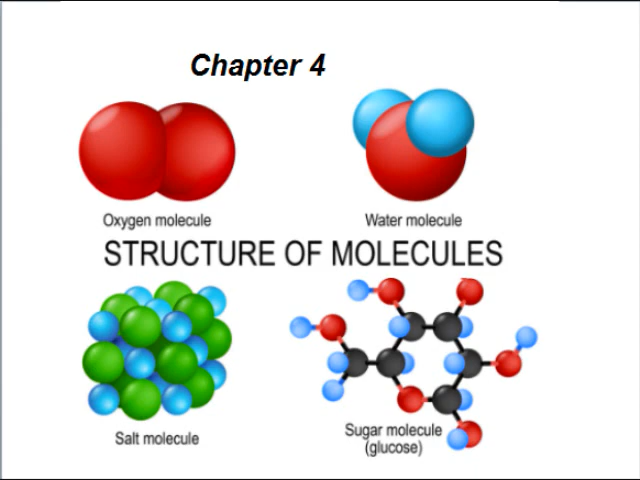 Chapter 4
Oxygen molecule
Water molecule
STRUCTURE OF MOLECULES
Salt molecule
Sugar molecule
(glucose)